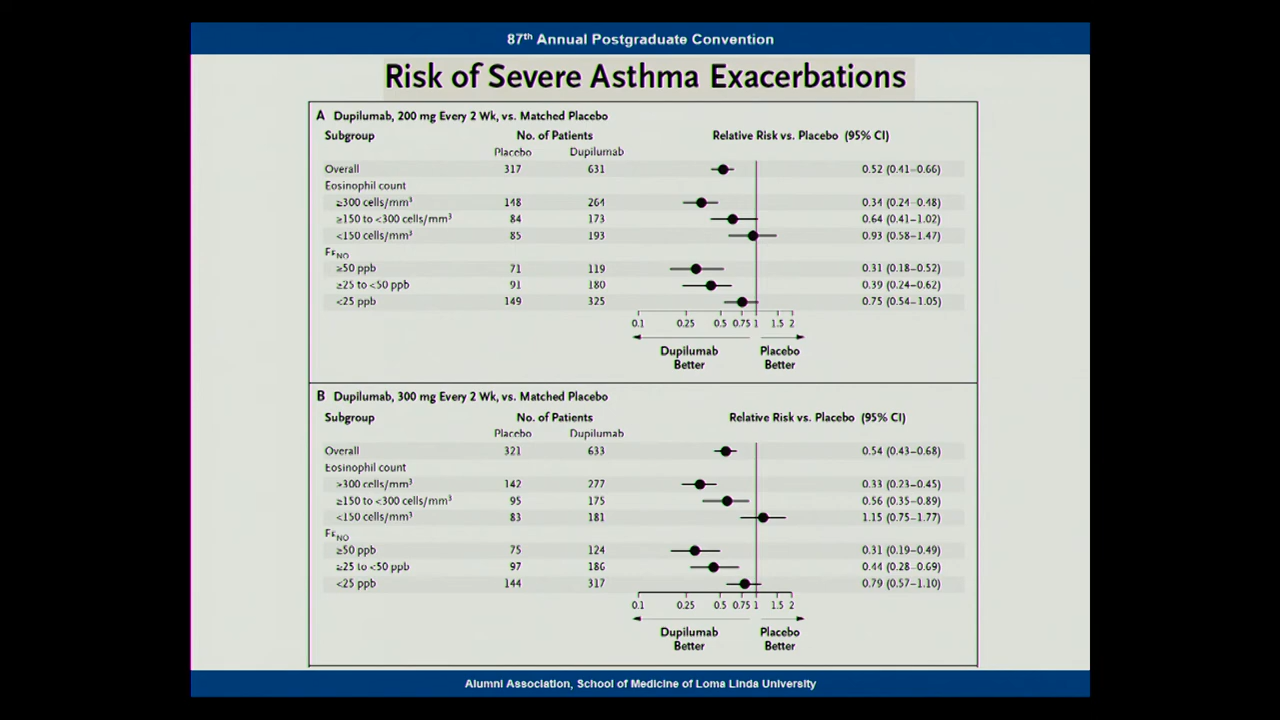 87th Annual Postgraduate Convention
Risk of Severe Asthma Exacerbations
A Dupilumab, 200 mg Every 2 Wk, vs. Matched Placebo
Subgroup No. of Patients Relative Risk vs. Placebo (95% CI)
Placebo Dupilumab
Overall 317 631 0.52 (0.41–0.66)
Eosinophil count
≥300 cells/mm³ 148 264 0.34 (0.24–0.48)
≥150 to <300 cells/mm³ 84 173 0.64 (0.41–1.02)
<150 cells/mm³ 85 193 0.93 (0.58–1.47)
FENO
≥50 ppb 71 119 0.31 (0.18–0.52)
≥25 to <50 ppb 91 180 0.39 (0.24–0.62)
<25 ppb 149 325 0.75 (0.54–1.05)
0.1 0.25 0.5 0.75 1 1.5 2
Dupilumab Better Placebo Better
B Dupilumab, 300 mg Every 2 Wk, vs. Matched Placebo
Subgroup No. of Patients Relative Risk vs. Placebo (95% CI)
Placebo Dupilumab
Overall 321 633 0.54 (0.43–0.68)
Eosinophil count
>300 cells/mm³ 142 277 0.33 (0.23–0.45)
≥150 to <300 cells/mm³ 95 175 0.56 (0.35–0.89)
<150 cells/mm³ 83 181 1.15 (0.75–1.77)
FENO
≥50 ppb 75 124 0.31 (0.19–0.49)
≥25 to <50 ppb 97 186 0.44 (0.28–0.69)
<25 ppb 144 317 0.79 (0.57–1.10)
0.1 0.25 0.5 0.75 1 1.5 2
Dupilumab Better Placebo Better
Alumni Association, School of Medicine of Loma Linda University